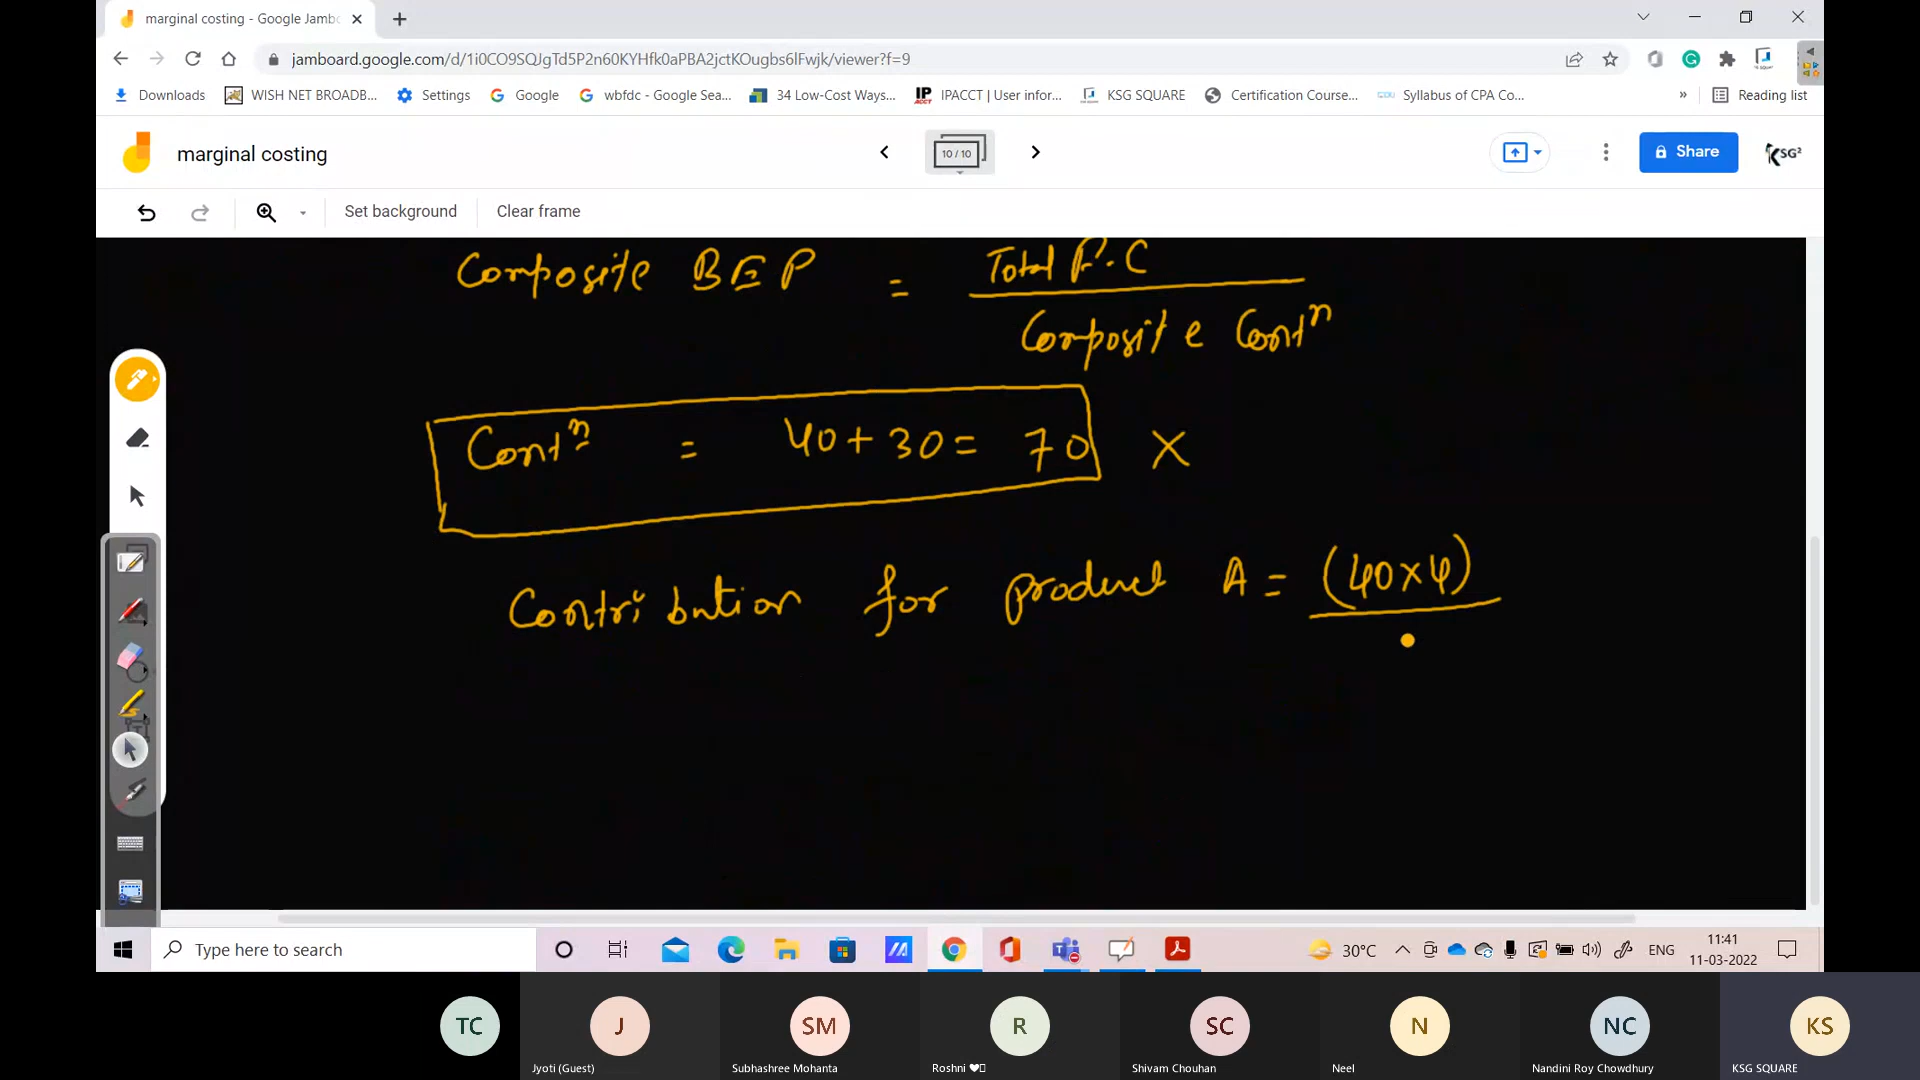 marginal costing - Google Jambo
jamboard.google.com/d/1i0CO9SQJgTd5P2n60KYHfk0aPBA2jctKOugbs6lFwjk/viewer?f=9
Downloads WISH NET BROADB... Settings Google wbfdc - Google Sea... 34 Low-Cost Ways... IP ACCT IPACCT | User infor... KSG SQUARE Certification Course... Syllabus of CPA Co... » Reading list
marginal costing 10 / 10 Share KSG²
Set background Clear frame
Composite BEP = Total F.C
Composite Contⁿ
Contⁿ = 40+30= 70 X
Contribution for product A = (40×4)
Type here to search 30°C ENG 11:41
11-03-2022
TC J SM R SC N NC KS
Jyoti (Guest) Subhashree Mohanta Roshni ❤ Shivam Chouhan Neel Nandini Roy Chowdhury KSG SQUARE